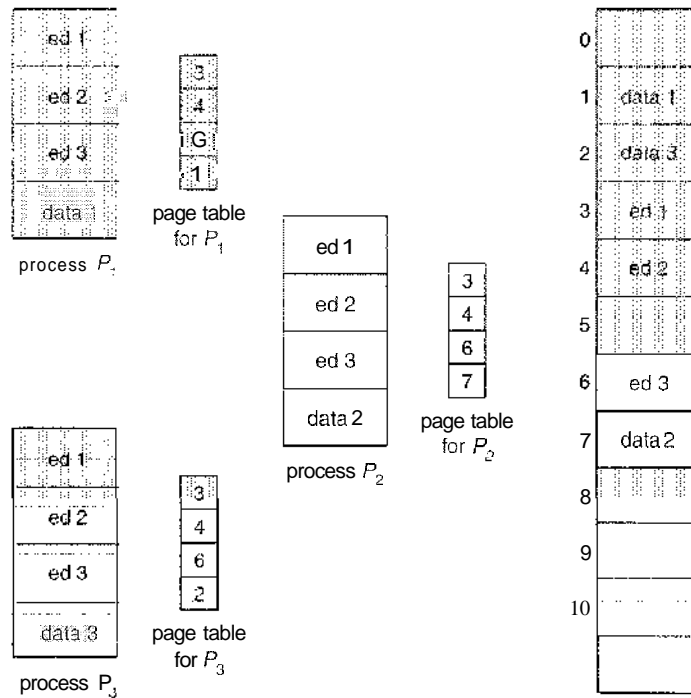 ed 1
ed 2
ed 3
data 1
process P1
3
4
G
1
page table
for P1
ed 1
ed 2
ed 3
data 2
process P2
3
4
6
7
page table
for P2
ed 1
ed 2
ed 3
data 3
process P3
3
4
6
2
page table
for P3
0
1 data 1
2 data 3
3 ed 1
4 ed 2
5
6 ed 3
7 data 2
8
9
10